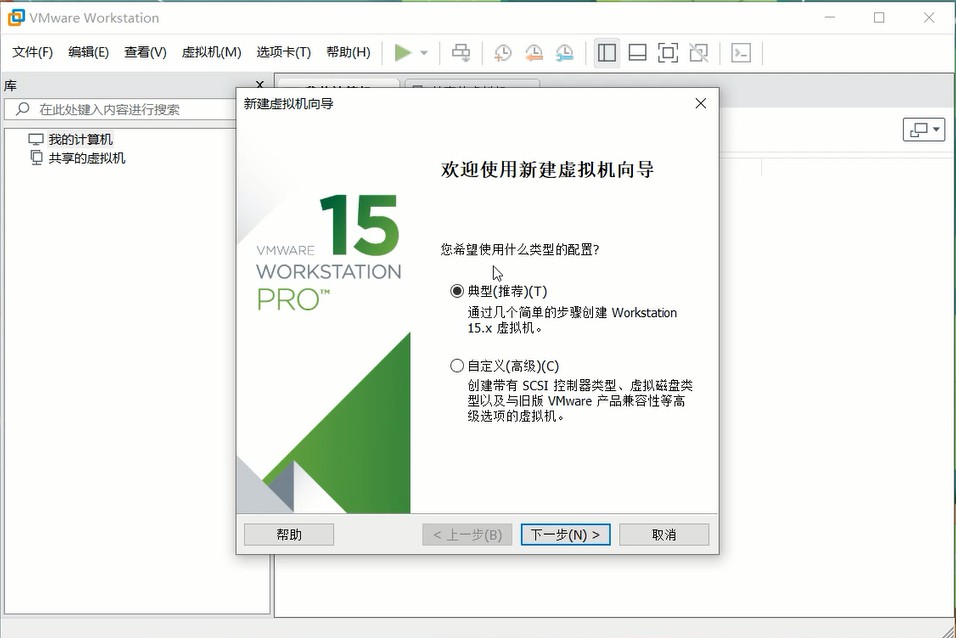 VMware Workstation
文件(F) 编辑(E) 查看(V) 虚拟机(M) 选项卡(T) 帮助(H)
库
在此处键入内容进行搜索
我的计算机
共享的虚拟机
新建虚拟机向导
欢迎使用新建虚拟机向导
15
VMWARE
WORKSTATION
PRO™
您希望使用什么类型的配置?
典型(推荐)(T)
通过几个简单的步骤创建 Workstation
15.x 虚拟机。
自定义(高级)(C)
创建带有 SCSI 控制器类型、虚拟磁盘类
型以及与旧版 VMware 产品兼容性等高
级选项的虚拟机。
帮助
< 上一步(B)
下一步(N) >
取消